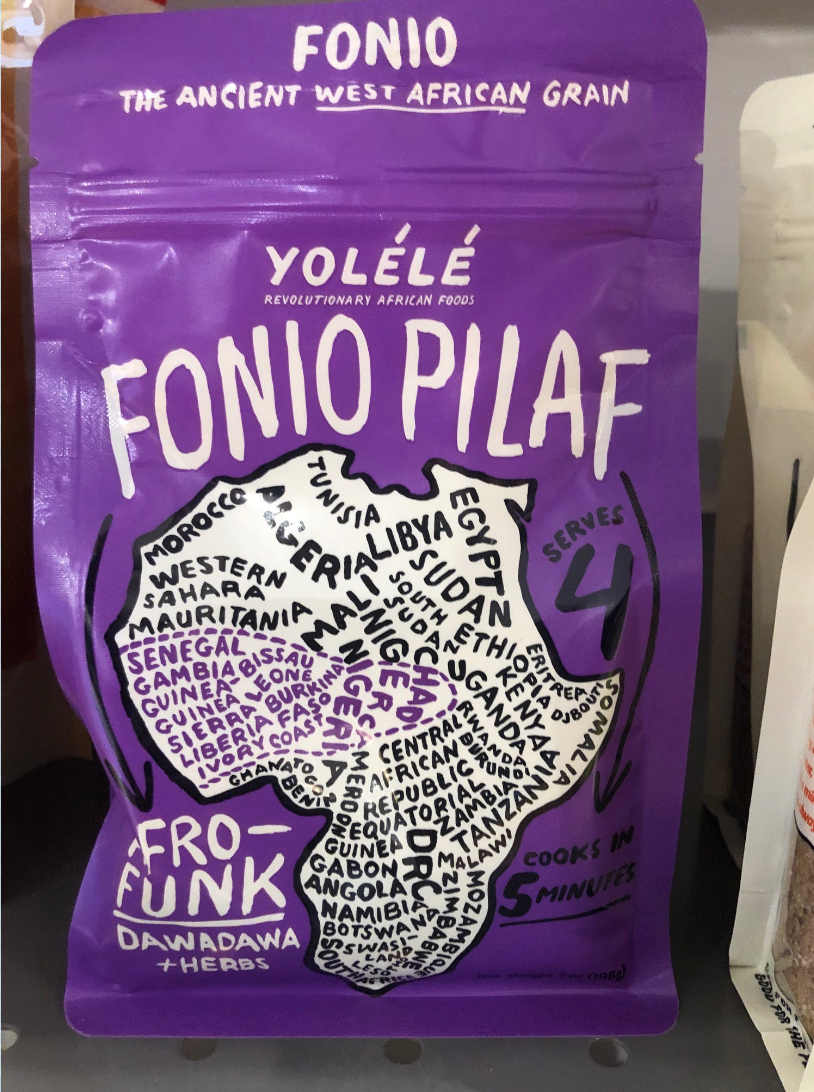 FONIO
THE ANCIENT WEST AFRICAN GRAIN
YOLÉLÉ
REVOLUTIONARY AFRICAN FOODS
FONIO PILAF
SERVES
4
TUNISIA
MOROCCO
ALGERIA
LIBYA
EGYPT
WESTERN
SAHARA
MAURITANIA
MALI
NIGER
SUDAN
SOUTH
SUDAN
ETHIOPIA
ERITREA
DJBOUTI
SOMALIA
SENEGAL
GAMBIA BISSAU
GUINEA-
GUINEA
SIERRA LEONE
LIBERIA
BURKINA
FASO
IVORY COAST
NIGERIA
CHAD
UGANDA
KENYA
RWANDA
BURUNDI
GHANA
TOGO
BENIN
CAMEROON
CENTRAL
AFRICAN
REPUBLIC
EQUATORIAL
GUINEA
ZAMBIA
TANZANIA
GABON
DRC
MALAWI
ANGOLA
NAMIBIA
ZIMBABWE
MOZAMBIQUE
BOTSWANA
SWASI
LAND
SOUTH
AFRO-
FUNK
DAWADAWA
+HERBS
COOKS IN
5 MINUTES